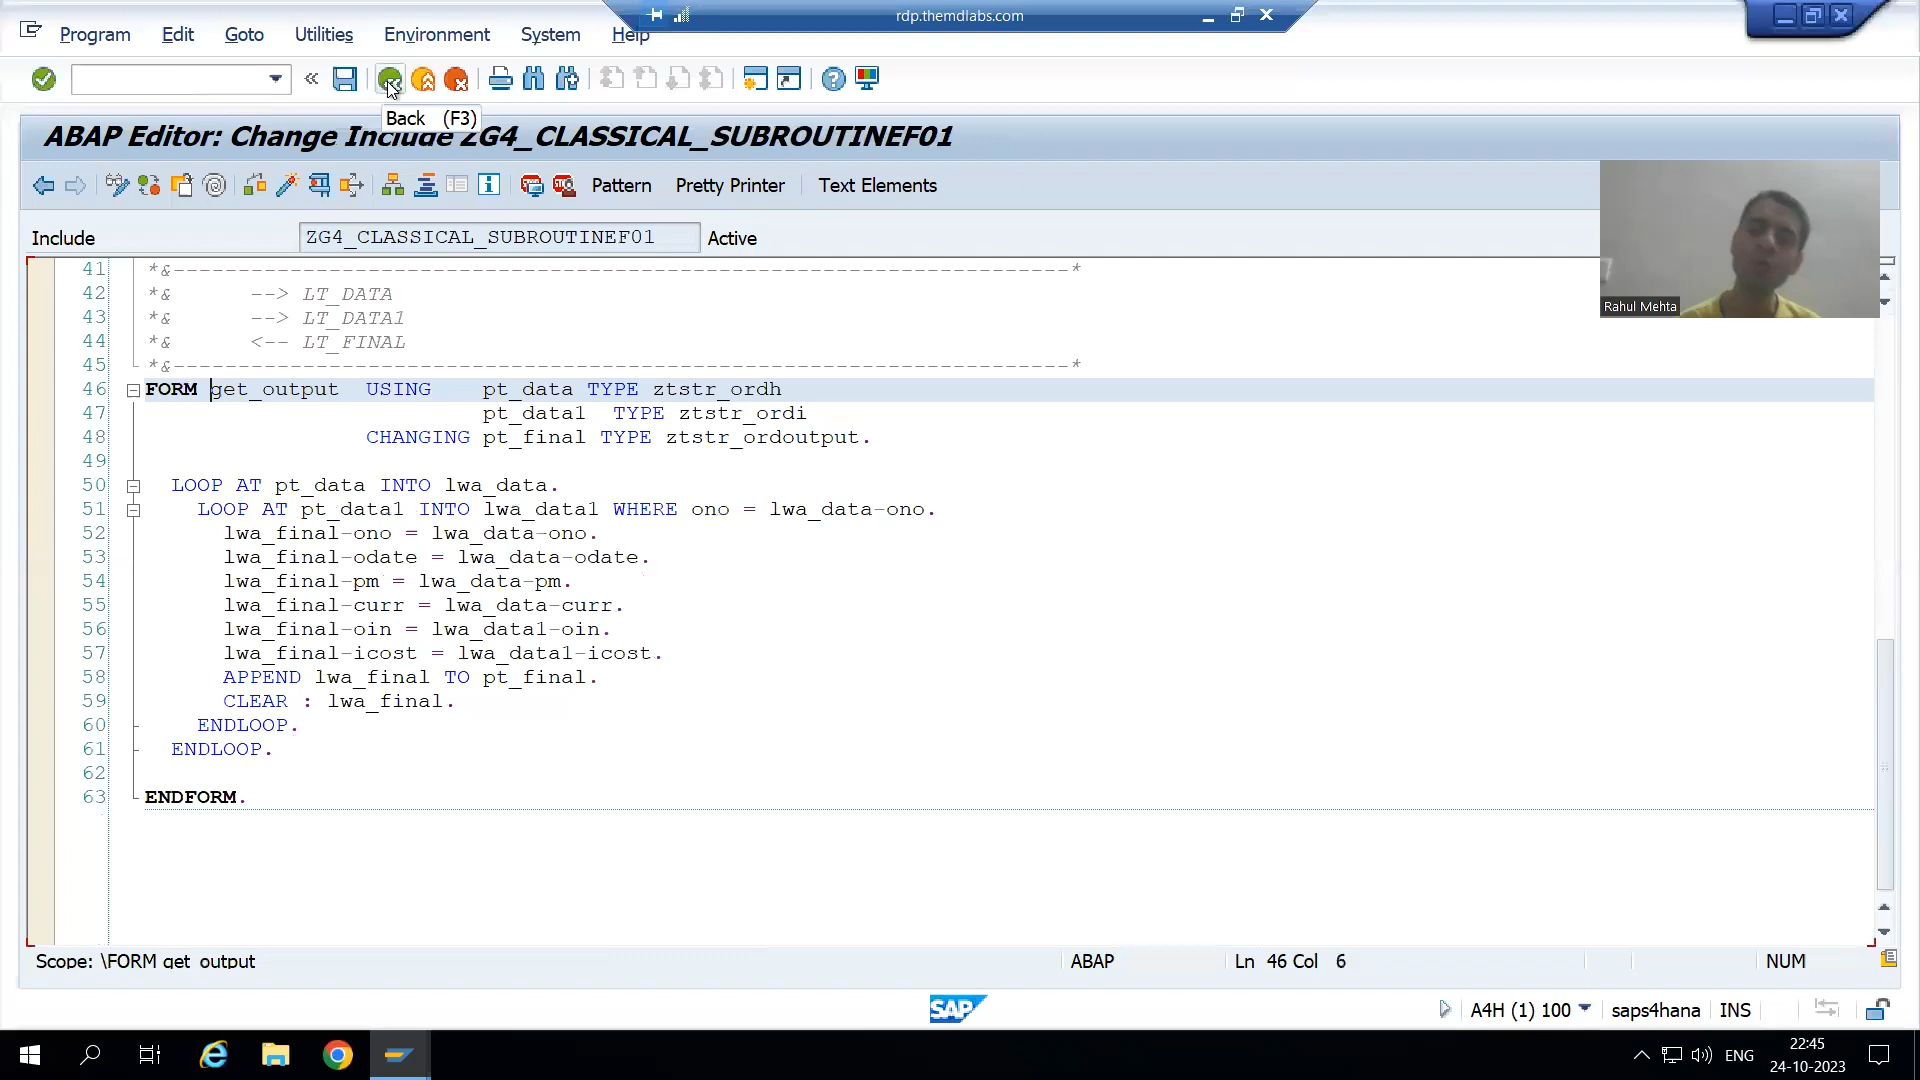 rdp.themdlabs.com
Program Edit Goto Utilities Environment System Help
Back (F3)
ABAP Editor: Change Include ZG4_CLASSICAL_SUBROUTINEF01
Pattern Pretty Printer Text Elements
Include ZG4_CLASSICAL_SUBROUTINEF01 Active
Rahul Mehta
41 *&---------------------------------------------------------------------*
42 *&      --> LT_DATA
43 *&      --> LT_DATA1
44 *&      <-- LT_FINAL
45 *&---------------------------------------------------------------------*
46 FORM get_output  USING    pt_data TYPE ztstr_ordh
47 pt_data1  TYPE ztstr_ordi
48 CHANGING pt_final TYPE ztstr_ordoutput.
49
50 LOOP AT pt_data INTO lwa_data.
51 LOOP AT pt_data1 INTO lwa_data1 WHERE ono = lwa_data-ono.
52 lwa_final-ono = lwa_data-ono.
53 lwa_final-odate = lwa_data-odate.
54 lwa_final-pm = lwa_data-pm.
55 lwa_final-curr = lwa_data-curr.
56 lwa_final-oin = lwa_data1-oin.
57 lwa_final-icost = lwa_data1-icost.
58 APPEND lwa_final TO pt_final.
59 CLEAR : lwa_final.
60 ENDLOOP.
61 ENDLOOP.
62
63 ENDFORM.
Scope: \FORM get_output ABAP Ln 46 Col 6 NUM
SAP A4H (1) 100 saps4hana INS
ENG 22:45
24-10-2023